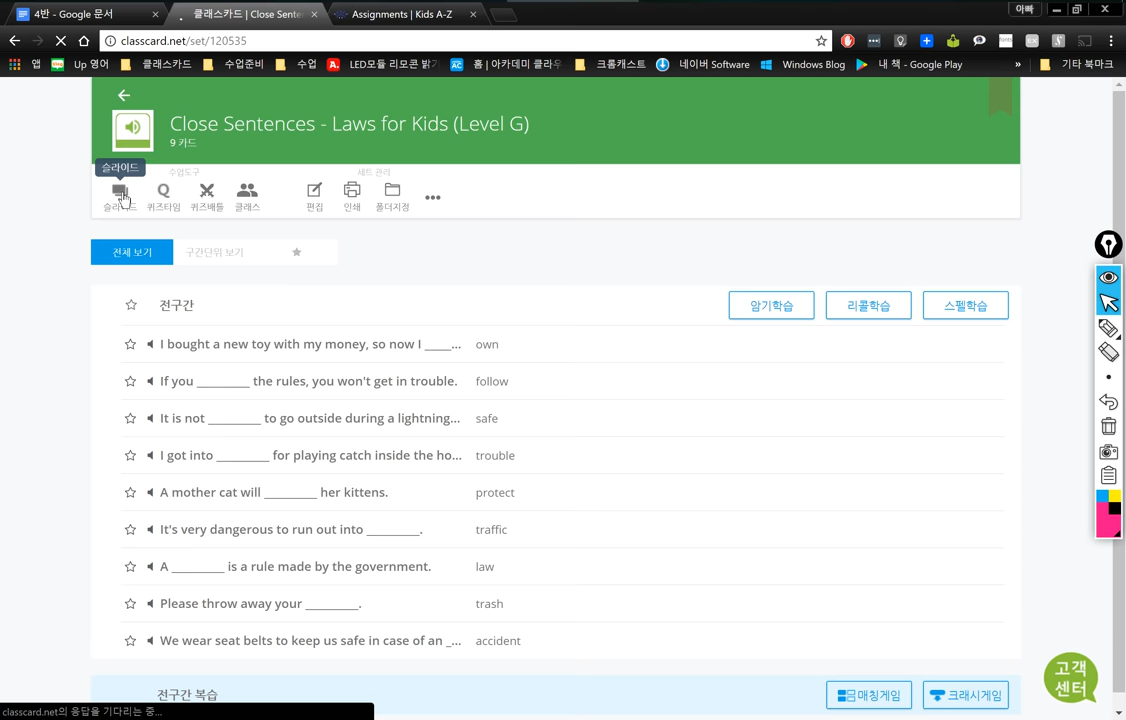 4반 - Google 문서
클래스카드 | Close Sente
Assignments | Kids A-Z
아빠
classcard.net/set/120535
앱
Up 영어
클래스카드
수업준비
수업
LED모듈 리모콘 밝기
홈 | 아카데미 클라우
크롬캐스트
네이버 Software
Windows Blog
내 책 - Google Play
»
기타 북마크
Close Sentences - Laws for Kids (Level G)
9 카드
슬라이드
수업도구
세트 관리
퀴즈타임
퀴즈배틀
클래스
편집
인쇄
폴더지정
전체 보기
구간단위 보기
전구간
암기학습
리콜학습
스펠학습
I bought a new toy with my money, so now I _____... own
If you _________ the rules, you won't get in trouble. follow
It is not _________ to go outside during a lightning... safe
I got into _________ for playing catch inside the ho... trouble
A mother cat will _________ her kittens. protect
It's very dangerous to run out into _________. traffic
A _________ is a rule made by the government. law
Please throw away your _________. trash
We wear seat belts to keep us safe in case of an _... accident
고객
센터
전구간 복습
매칭게임
크래시게임
classcard.net의 응답을 기다리는 중...